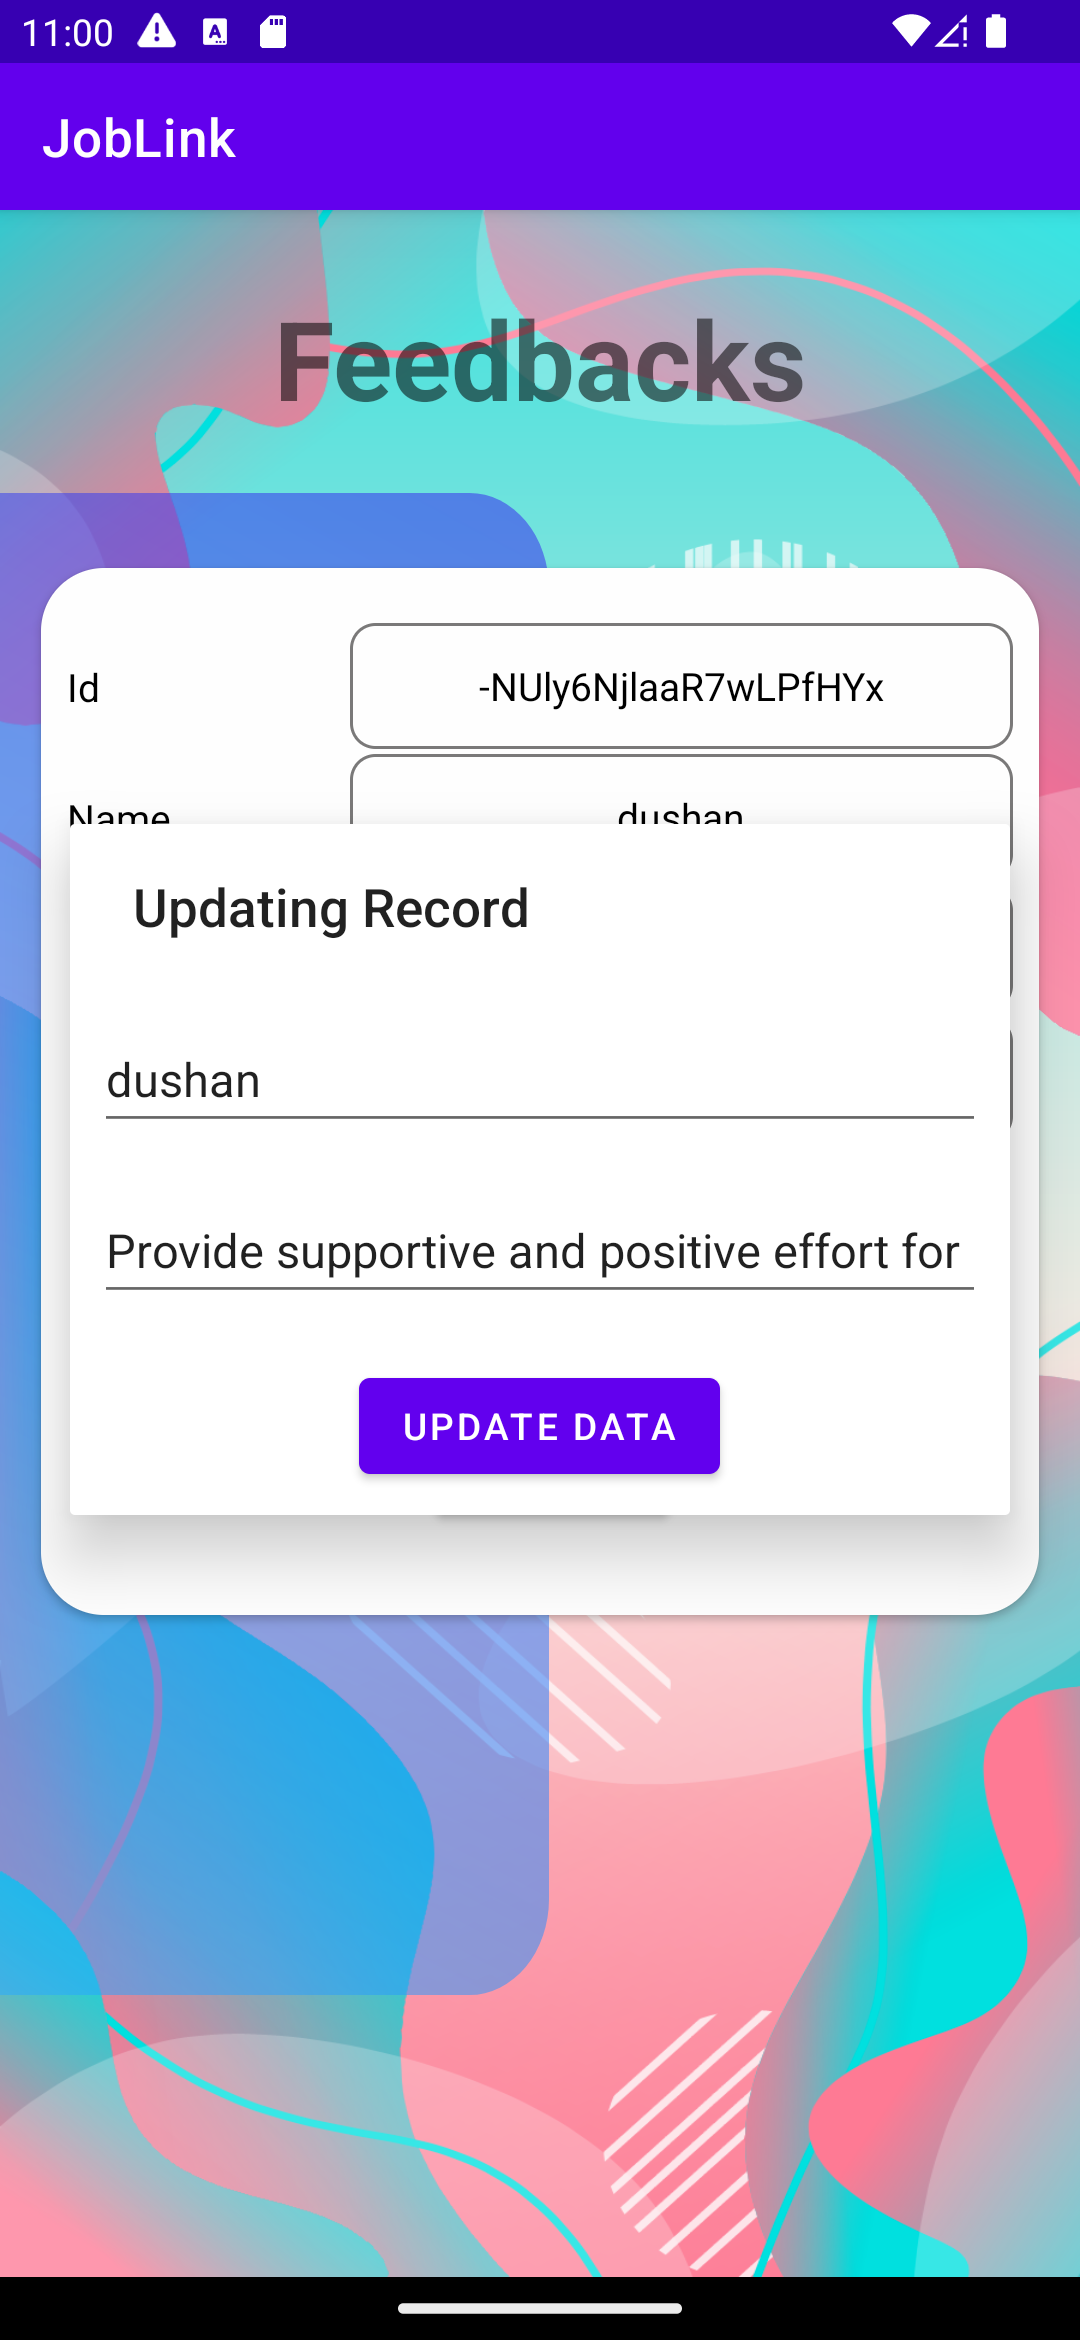 11:00
JobLink
Feedbacks
Id
-NUly6NjlaaR7wLPfHYx
Name
dushan
Updating Record
dushan
Provide supportive and positive effort for
UPDATE DATA